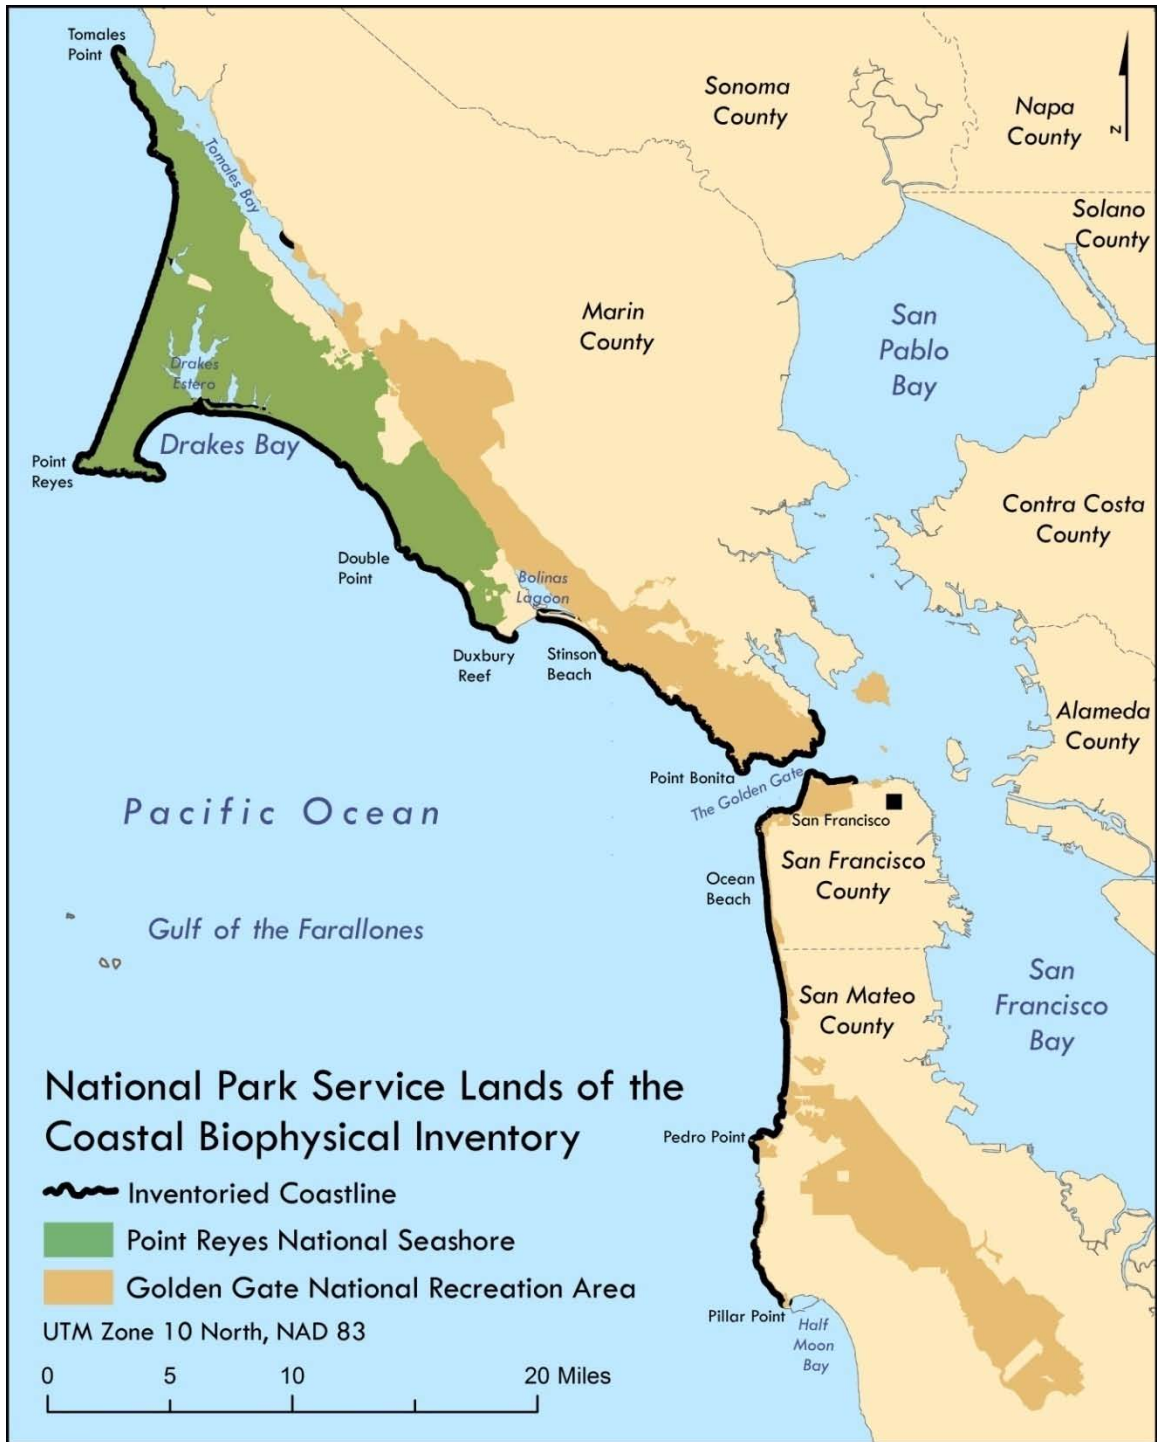 Tomales
Point
Sonoma
County
Napa
County
N
Tomales Bay
Solano
County
Marin
County
San
Pablo
Bay
Drakes
Estero
Drakes Bay
Point
Reyes
Contra Costa
County
Double
Point
Bolinas
Lagoon
Duxbury
Reef
Stinson
Beach
Alameda
County
Point Bonita
The Golden Gate
Pacific Ocean
San Francisco
San Francisco
County
Ocean
Beach
Gulf of the Farallones
San
Francisco
Bay
San Mateo
County
National Park Service Lands of the
Coastal Biophysical Inventory
Pedro Point
Inventoried Coastline
Point Reyes National Seashore
Golden Gate National Recreation Area
Pillar Point
Half
Moon
Bay
UTM Zone 10 North, NAD 83
0 5 10 20 Miles